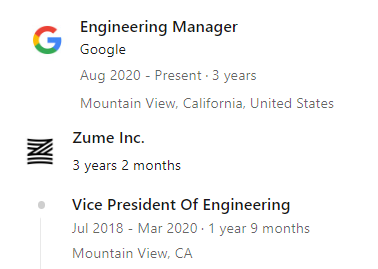 Engineering Manager
Google
Aug 2020 - Present · 3 years
Mountain View, California, United States
Zume Inc.
3 years 2 months
Vice President Of Engineering
Jul 2018 - Mar 2020 · 1 year 9 months
Mountain View, CA